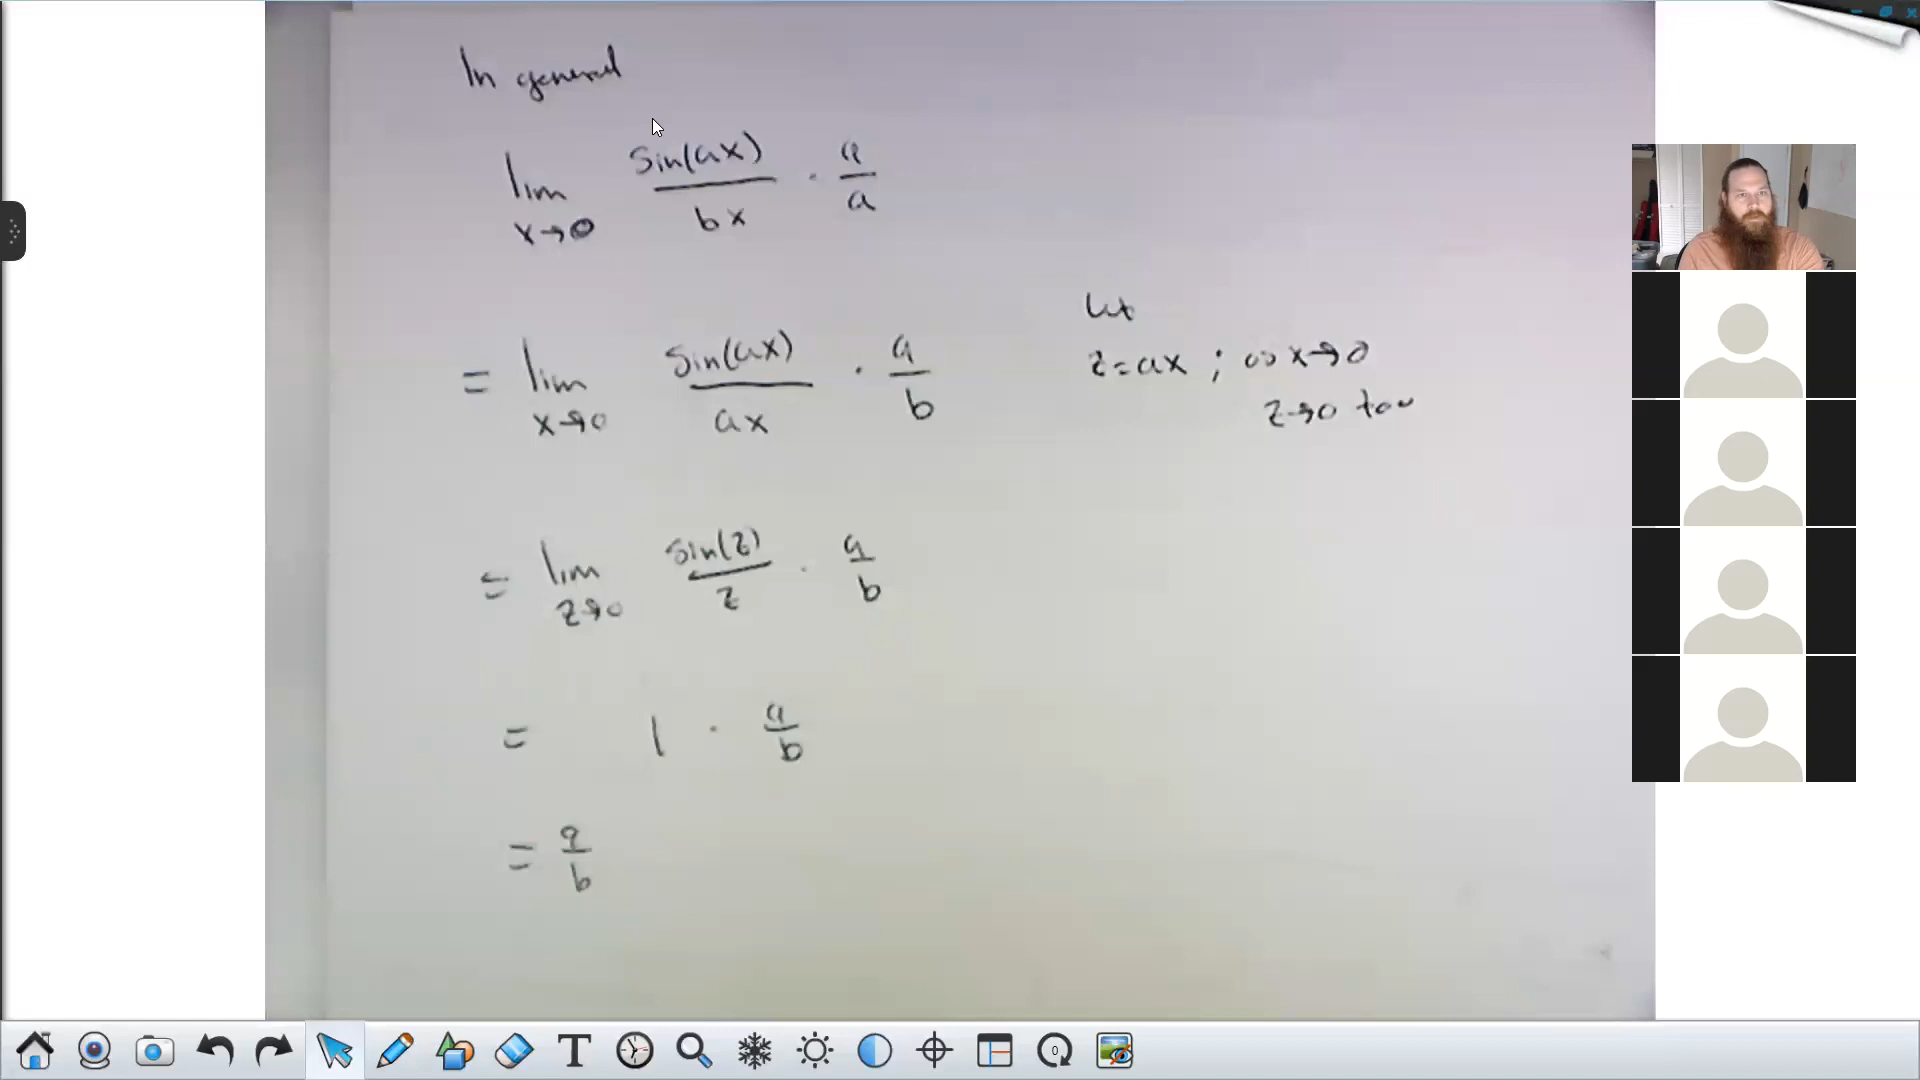 In general
lim x→0 sin(ax)/bx · a/a
= lim x→0 sin(ax)/ax · a/b
let
z=ax ; as x→0
z→0 too
= lim z→0 sin(z)/z · a/b
= 1 · a/b
= a/b
T
0